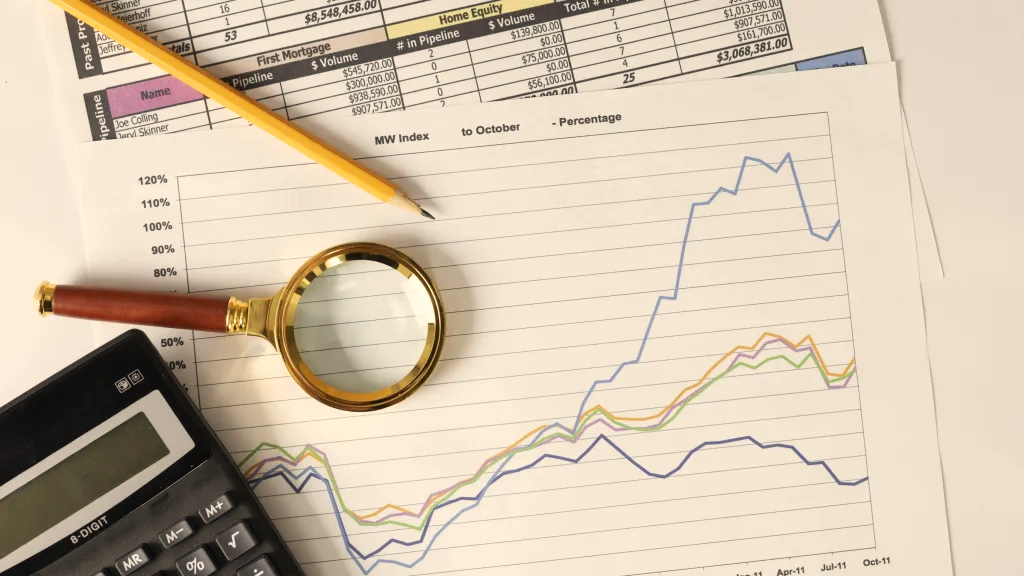 Past Pro
16
1
53
$8,548,458.00
Home Equity
First Mortgage
Pipeline
$ Volume
# in Pipeline
$ Volume
Total # in
$545,720.00
2
$139,800.00
7
$1,013,590.00
$300,000.00
0
$0.00
6
$907,571.00
$938,590.00
1
$75,000.00
7
$161,700.00
$907,571.00
0
$0.00
4
$3,068,381.00
2
$56,100.00
25
Pipeline
Name
Joe Colling
Jeryl Skinner
MW Index to October - Percentage
120%
110%
100%
90%
80%
50%
Apr-11
Jul-11
Oct-11
8-DIGIT
M+
M−
MR
√
%
÷